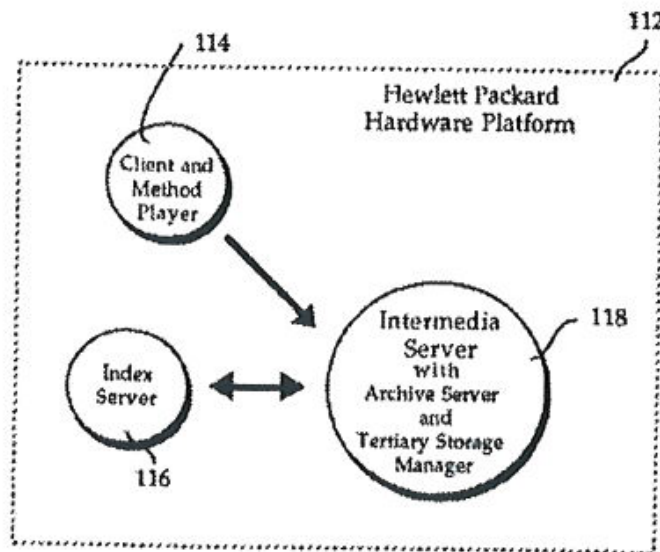 112
114
Hewlett Packard
Hardware Platform
Client and
Method
Player
Intermedia
Server
with
Archive Server
and
Tertiary Storage
Manager
118
Index
Server
116